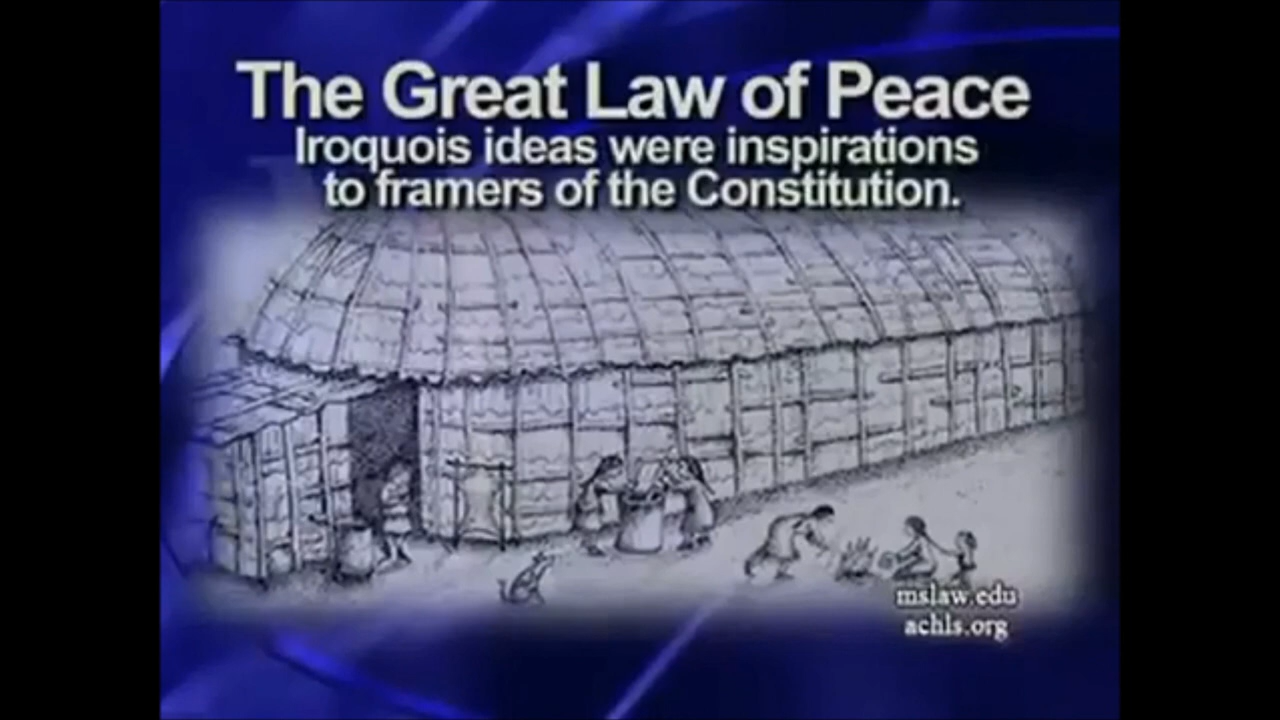 The Great Law of Peace
Iroquois ideas were inspirations
to framers of the Constitution.
mslaw.edu
achls.org